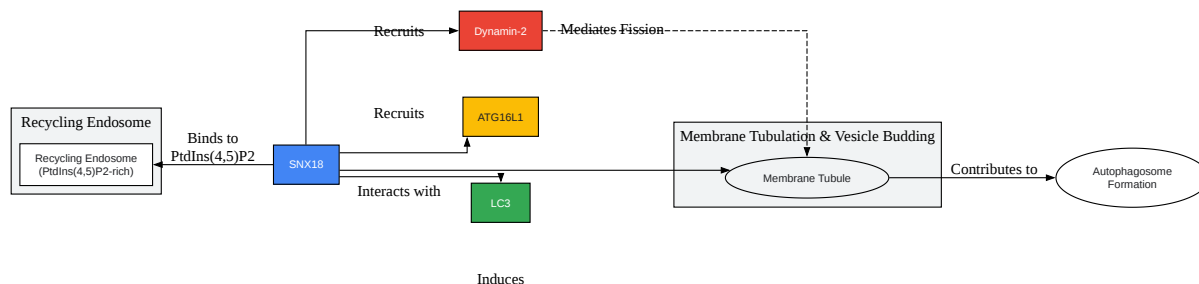 Recruits
Dynamin-2
Mediates Fission
Recycling Endosome
Recycling Endosome
(PtdIns(4,5)P2-rich)
Binds to
PtdIns(4,5)P2
SNX18
Recruits
ATG16L1
Interacts with
LC3
Membrane Tubulation & Vesicle Budding
Membrane Tubule
Contributes to
Autophagosome
Formation
Induces